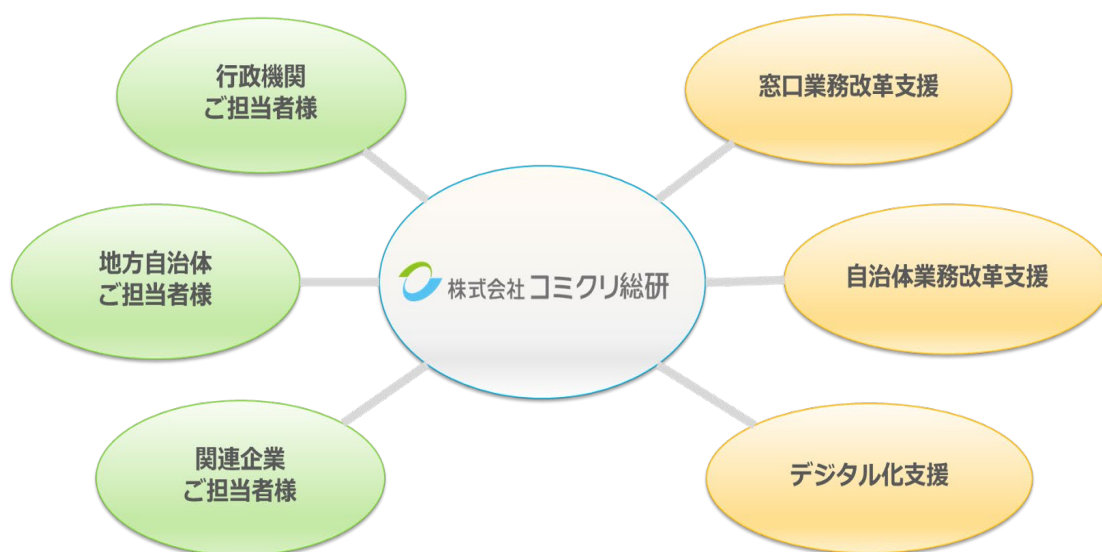 行政機関
ご担当者様
窓口業務改革支援
地方自治体
ご担当者様
株式会社コミクリ総研
自治体業務改革支援
関連企業
ご担当者様
デジタル化支援